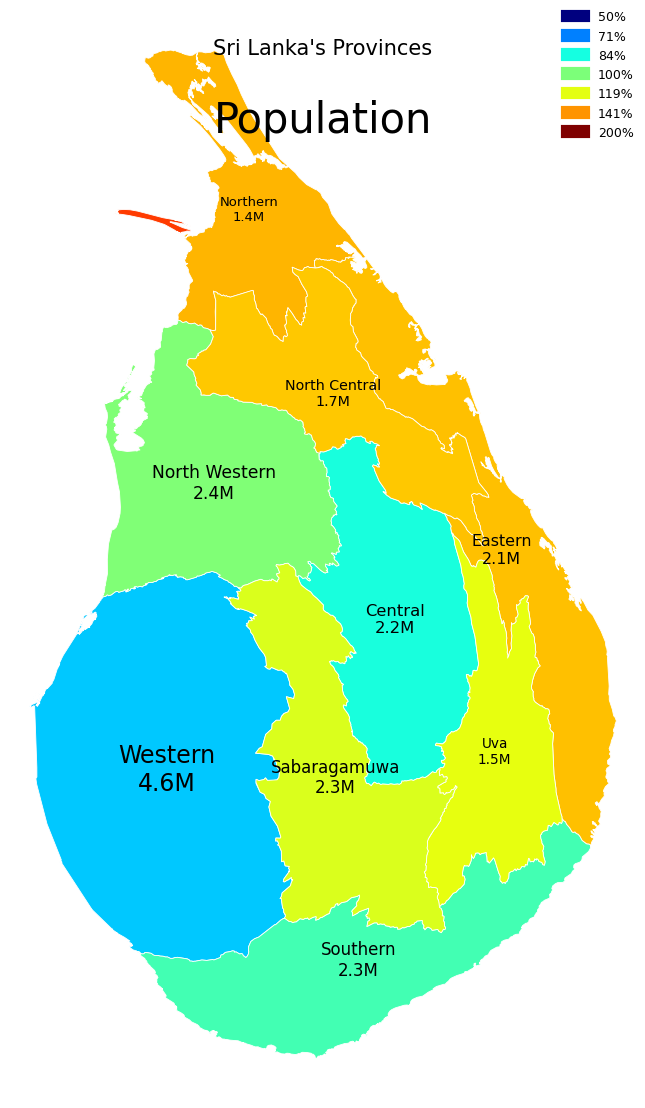 Sri Lanka's Provinces
Population
50%
71%
84%
100%
119%
141%
200%
Northern
1.4M
North Central
1.7M
North Western
2.4M
Eastern
2.1M
Central
2.2M
Western
4.6M
Sabaragamuwa
2.3M
Uva
1.5M
Southern
2.3M